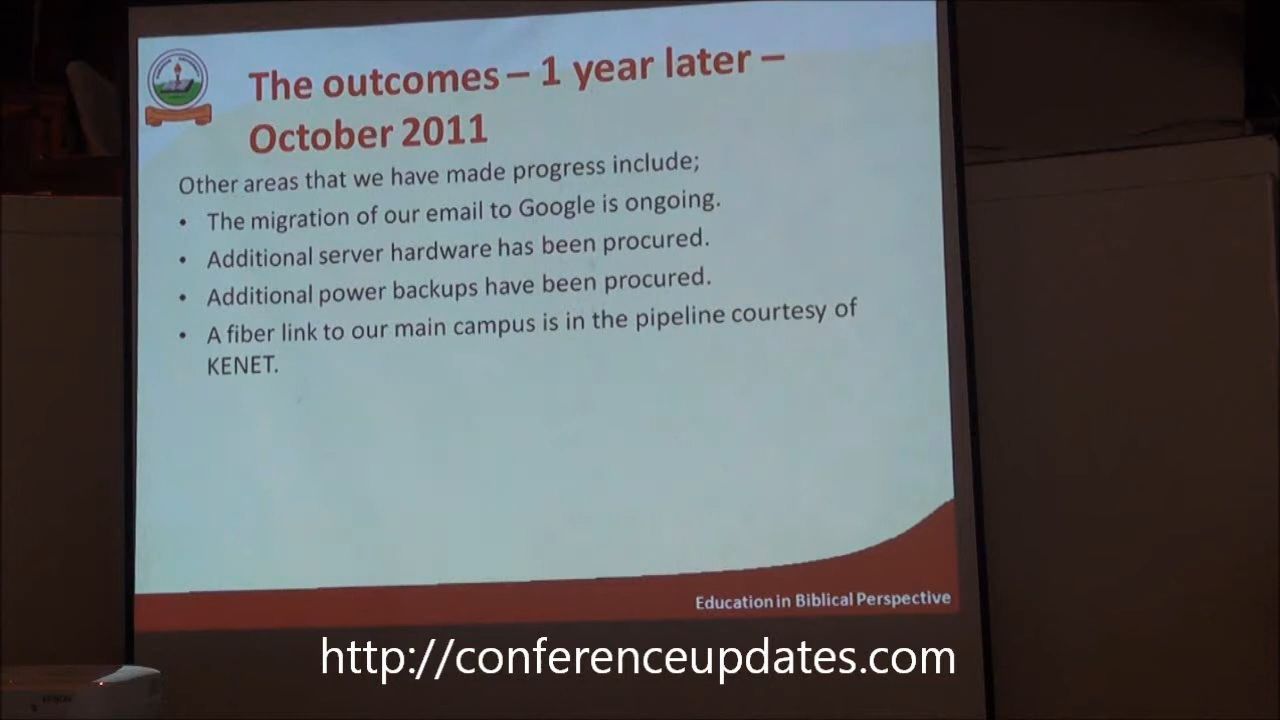 The outcomes – 1 year later –
October 2011
Other areas that we have made progress include;
• The migration of our email to Google is ongoing.
• Additional server hardware has been procured.
• Additional power backups have been procured.
• A fiber link to our main campus is in the pipeline courtesy of
KENET.
Education in Biblical Perspective
http://conferenceupdates.com